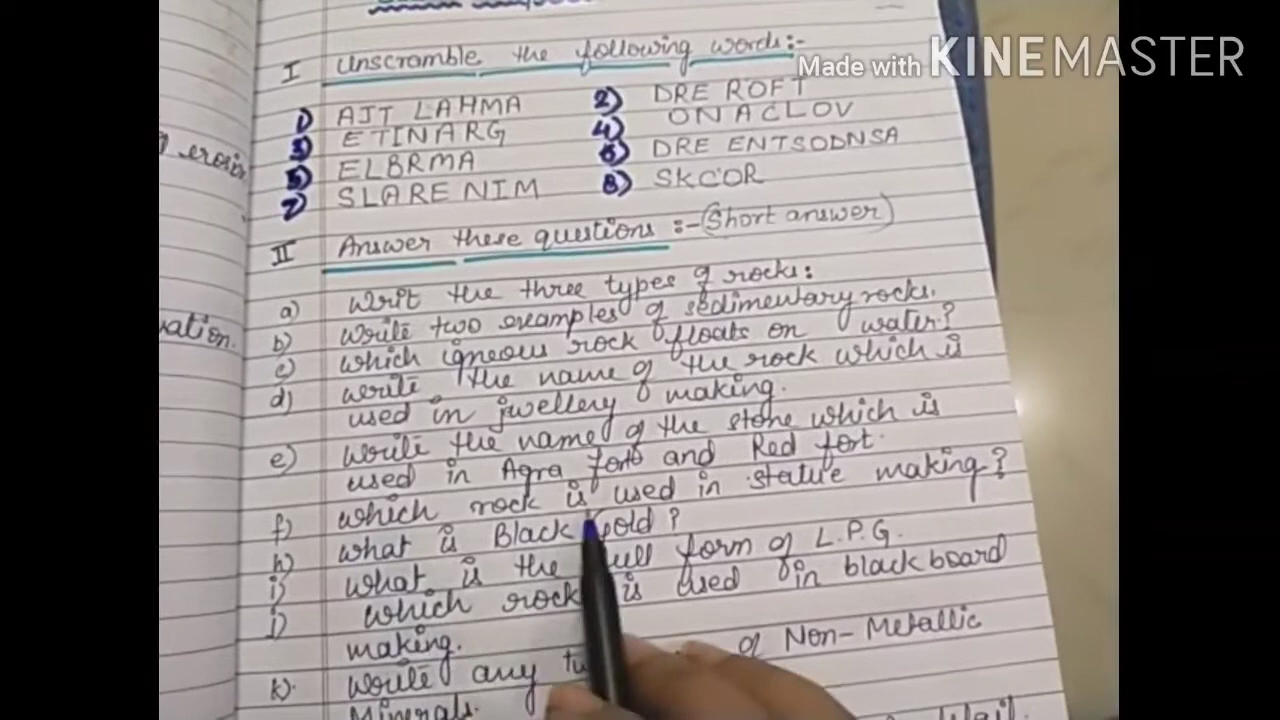 Made with KINEMASTER
I Unscramble the following words:-
1) AJT LAHMA 2) DRE ROFT
3) ETINARG 4) ONACLOV
5) ELBRMA 6) DRE ENTSODNSA
7) SLARENIM 8) SKCOR
II Answer these questions :- (Short answer)
a) writ the three types of rocks:
b) write two examples of sedimentary rocks.
c) which igneous rock floats on water?
d) write the name of the rock which is
used in jwellery making.
e) write the name of the stone which is
used in Agra fort and Red fort.
f) which rock is used in statue making?
h) what is Black Gold?
i) what is the full form of L.P.G.
j) which rock is used in blackboard
making.
k) write any of Non-Metallic
Minerals.
erosion
vation.